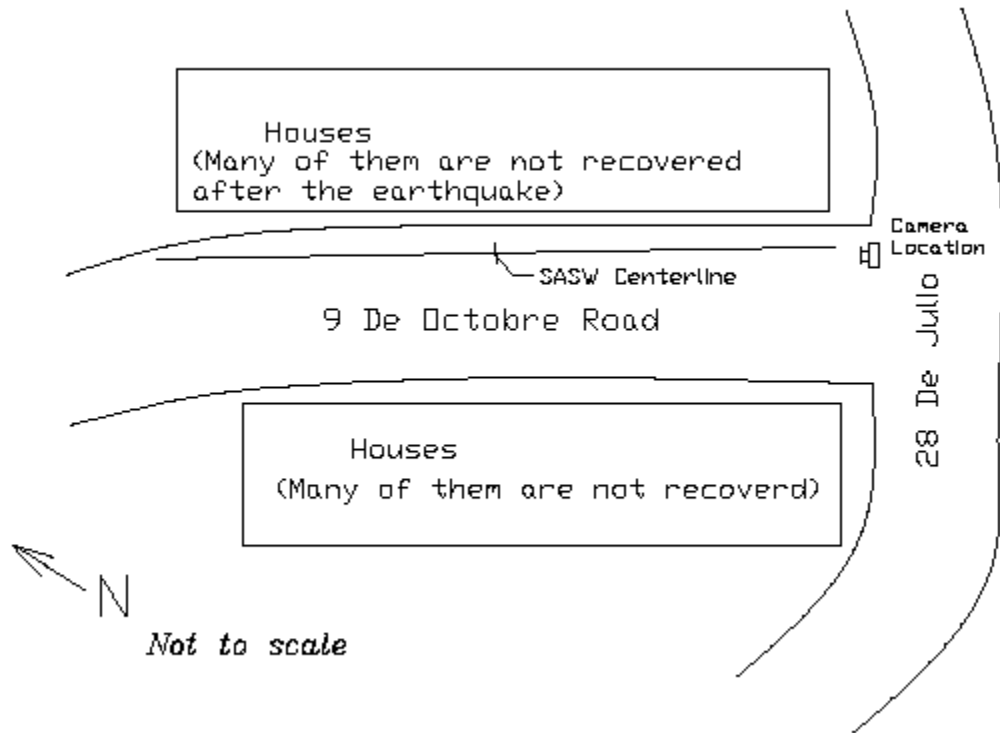 Houses
(Many of them are not recovered
after the earthquake)
Camera
Location
SASW Centerline
9 De Octobre Road
28 De Julio
Houses
(Many of them are not recoverd)
N
Not to scale